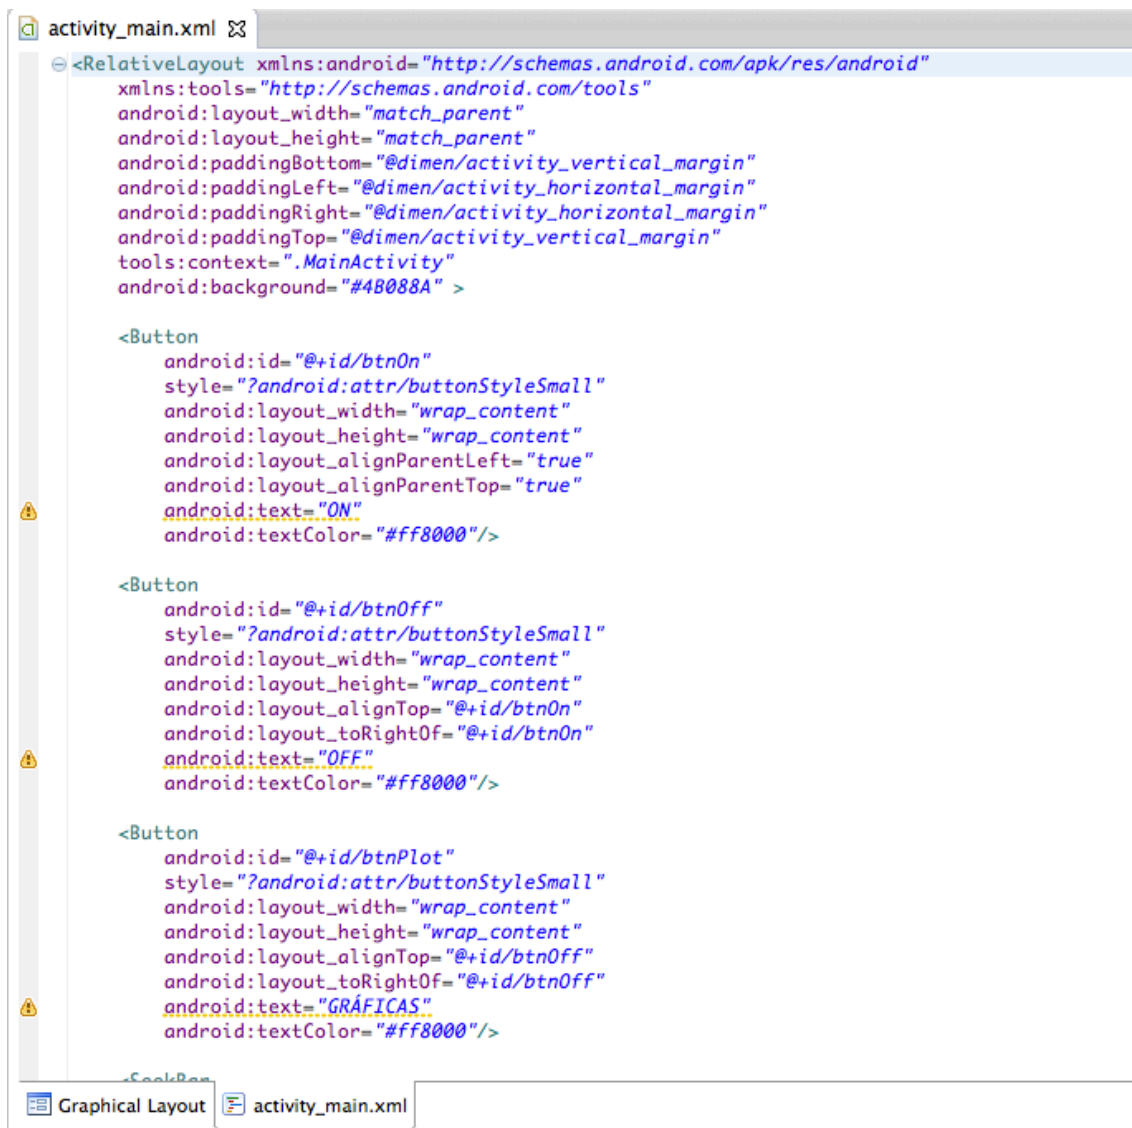 activity_main.xml
<RelativeLayout xmlns:android="http://schemas.android.com/apk/res/android"
xmlns:tools="http://schemas.android.com/tools"
android:layout_width="match_parent"
android:layout_height="match_parent"
android:paddingBottom="@dimen/activity_vertical_margin"
android:paddingLeft="@dimen/activity_horizontal_margin"
android:paddingRight="@dimen/activity_horizontal_margin"
android:paddingTop="@dimen/activity_vertical_margin"
tools:context=".MainActivity"
android:background="#4B088A" >
<Button
android:id="@+id/btnOn"
style="?android:attr/buttonStyleSmall"
android:layout_width="wrap_content"
android:layout_height="wrap_content"
android:layout_alignParentLeft="true"
android:layout_alignParentTop="true"
android:text="ON"
android:textColor="#ff8000"/>
<Button
android:id="@+id/btnOff"
style="?android:attr/buttonStyleSmall"
android:layout_width="wrap_content"
android:layout_height="wrap_content"
android:layout_alignTop="@+id/btnOn"
android:layout_toRightOf="@+id/btnOn"
android:text="OFF"
android:textColor="#ff8000"/>
<Button
android:id="@+id/btnPlot"
style="?android:attr/buttonStyleSmall"
android:layout_width="wrap_content"
android:layout_height="wrap_content"
android:layout_alignTop="@+id/btnOff"
android:layout_toRightOf="@+id/btnOff"
android:text="GRÁFICAS"
android:textColor="#ff8000"/>
<SeekBar
Graphical Layout activity_main.xml